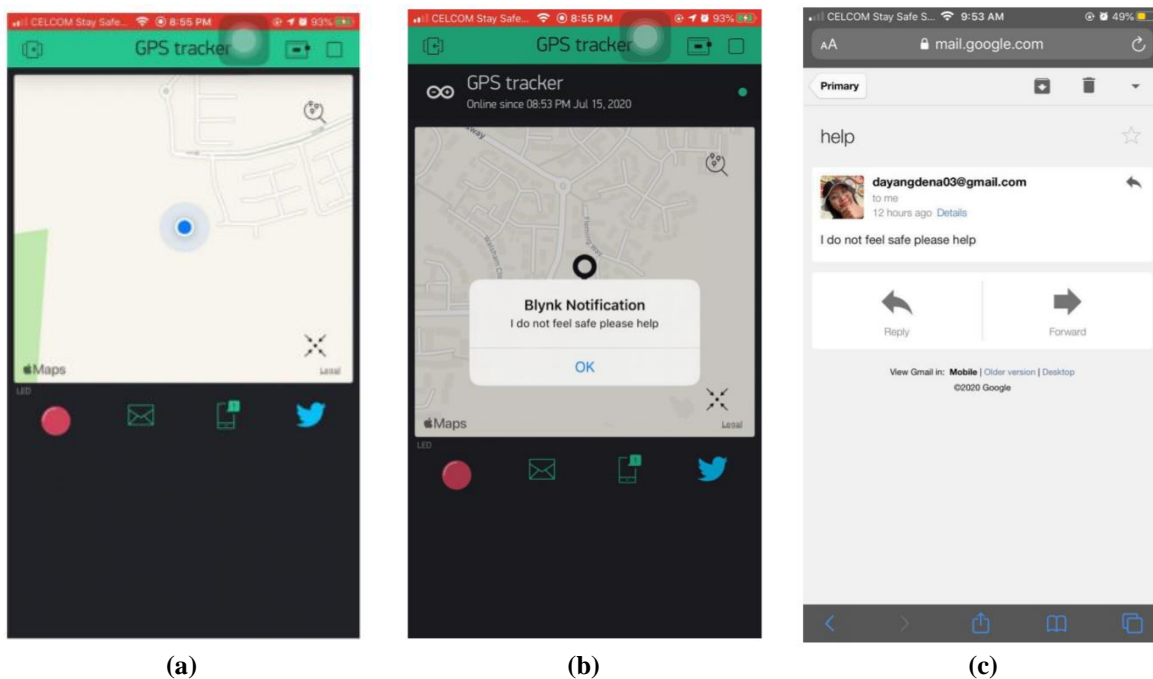 CELCOM Stay Safe... 8:55 PM 93%
GPS tracker
Maps
Legal
LED
(a)
CELCOM Stay Safe... 8:55 PM 93%
GPS tracker
GPS tracker
Online since 08:53 PM Jul 15, 2020
Fleming Way
Blynk Notification
I do not feel safe please help
OK
Maps
Legal
LED
(b)
CELCOM Stay Safe S... 9:53 AM 49%
AA mail.google.com
Primary
help
dayangdena03@gmail.com
to me
12 hours ago Details
I do not feel safe please help
Reply Forward
View Gmail in: Mobile | Older version | Desktop
©2020 Google
(c)